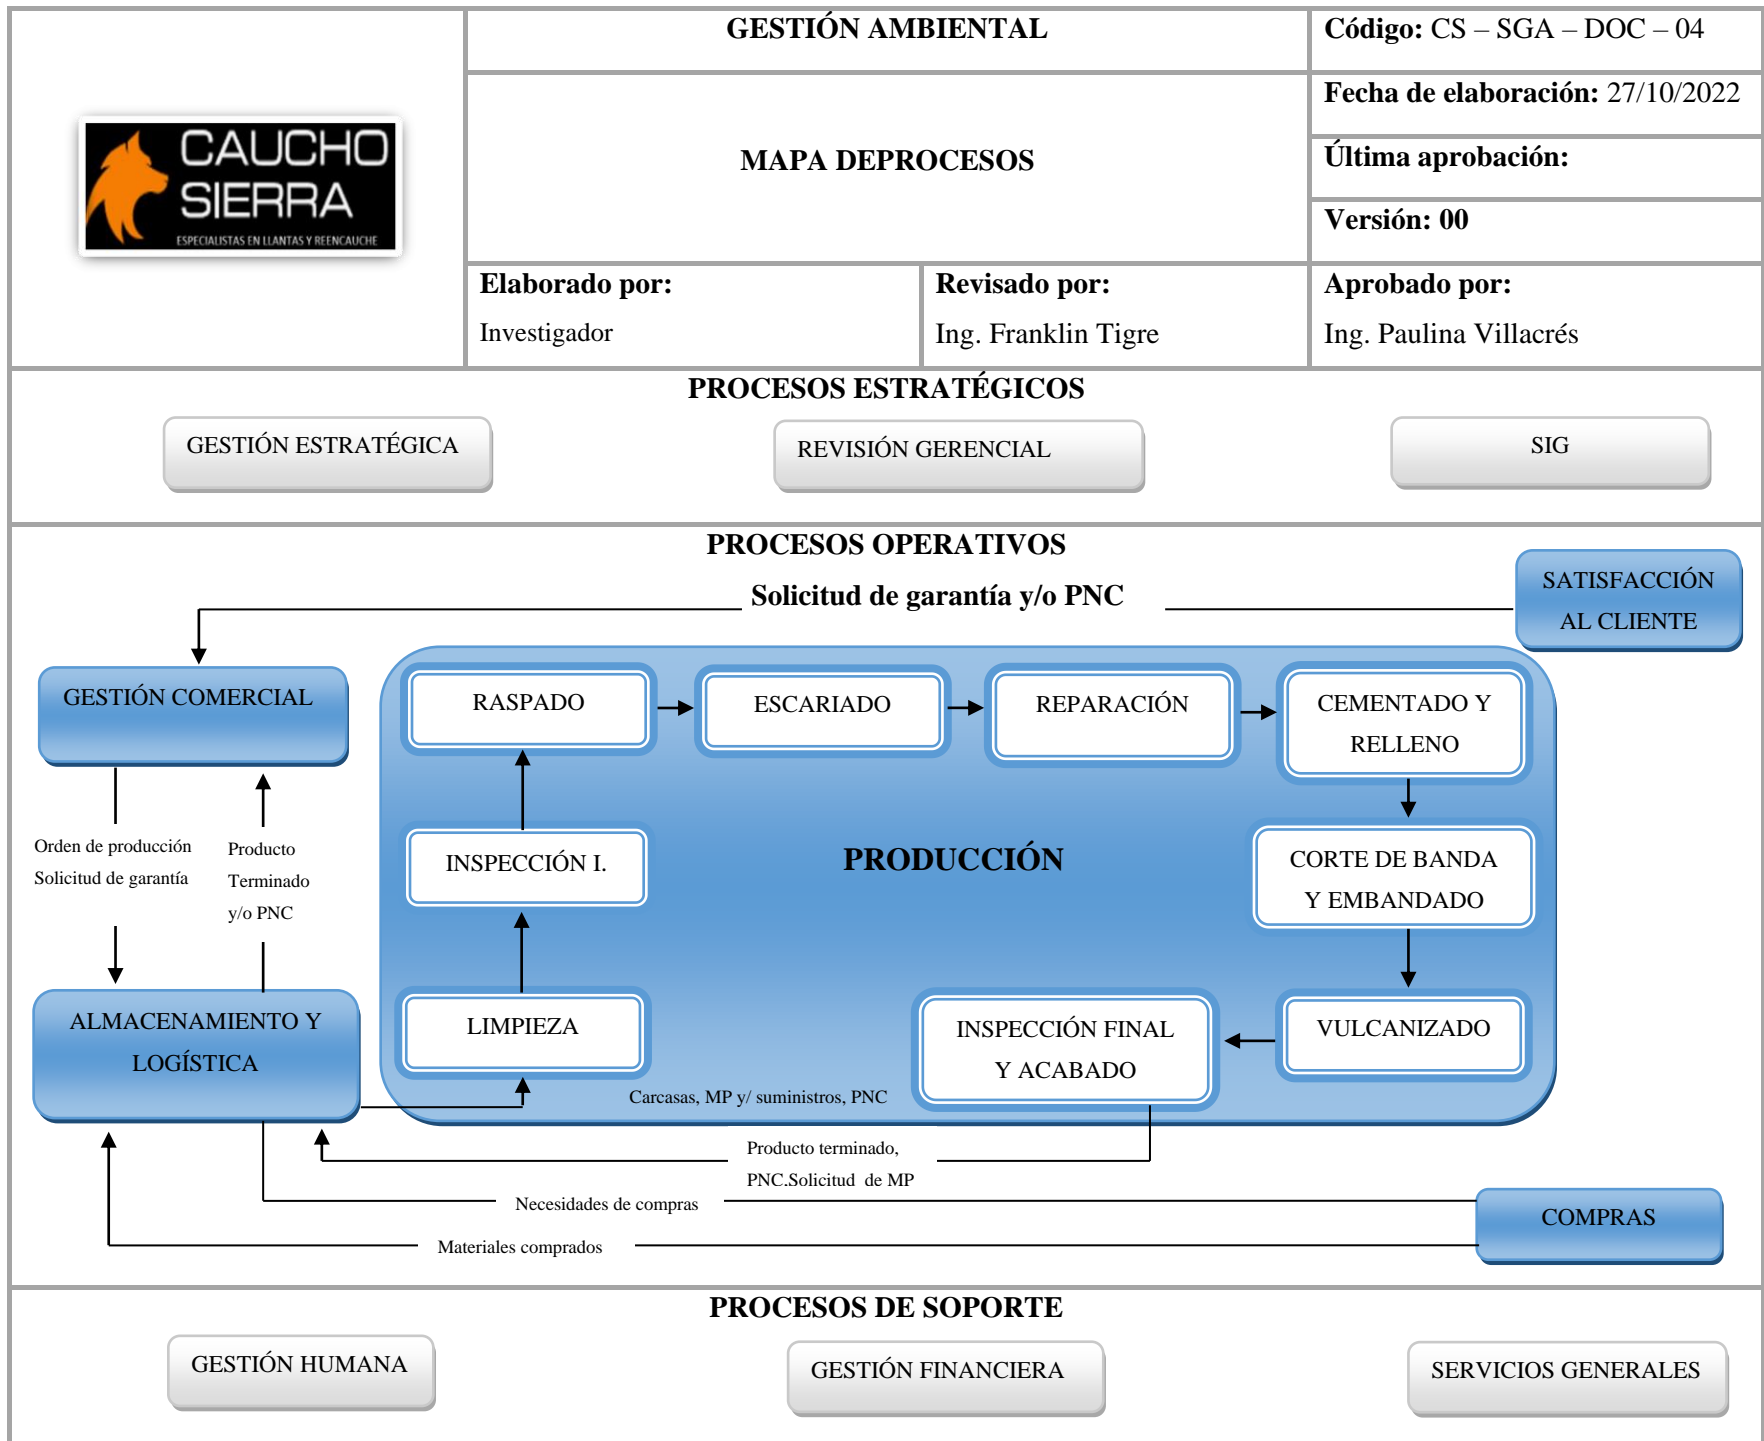 CAUCHO
SIERRA
ESPECIALISTAS EN LLANTAS Y REENCAUCHE
GESTIÓN AMBIENTAL
Código: CS – SGA – DOC – 04
MAPA DEPROCESOS
Fecha de elaboración: 27/10/2022
Última aprobación:
Versión: 00
Elaborado por:
Investigador
Revisado por:
Ing. Franklin Tigre
Aprobado por:
Ing. Paulina Villacrés
PROCESOS ESTRATÉGICOS
GESTIÓN ESTRATÉGICA
REVISIÓN GERENCIAL
SIG
PROCESOS OPERATIVOS
Solicitud de garantía y/o PNC
SATISFACCIÓN
AL CLIENTE
GESTIÓN COMERCIAL
RASPADO
ESCARIADO
REPARACIÓN
CEMENTADO Y
RELLENO
Orden de producción
Solicitud de garantía
Producto
Terminado
y/o PNC
INSPECCIÓN I.
PRODUCCIÓN
CORTE DE BANDA
Y EMBANDADO
ALMACENAMIENTO Y
LOGÍSTICA
LIMPIEZA
INSPECCIÓN FINAL
Y ACABADO
VULCANIZADO
Carcasas, MP y/ suministros, PNC
Producto terminado,
PNC.Solicitud de MP
Necesidades de compras
COMPRAS
Materiales comprados
PROCESOS DE SOPORTE
GESTIÓN HUMANA
GESTIÓN FINANCIERA
SERVICIOS GENERALES